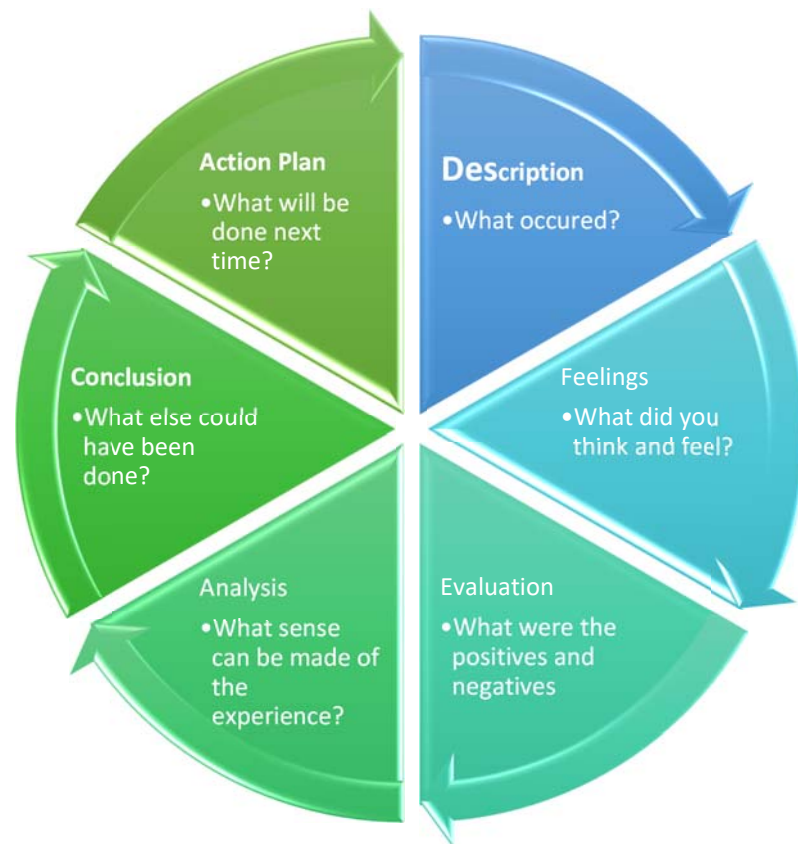 Description
•What occured?
Feelings
•What did you
think and feel?
Evaluation
•What were the
positives and
negatives
Analysis
•What sense
can be made of
the
experience?
Conclusion
•What else could
have been
done?
Action Plan
•What will be
done next
time?